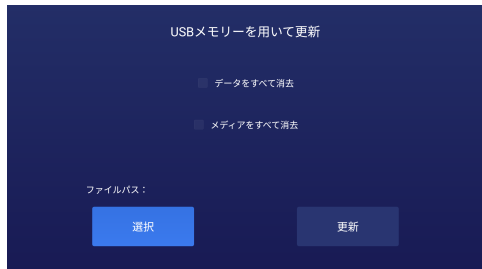 USBメモリーを用いて更新
データをすべて消去
メディアをすべて消去
ファイルパス：
選択
更新